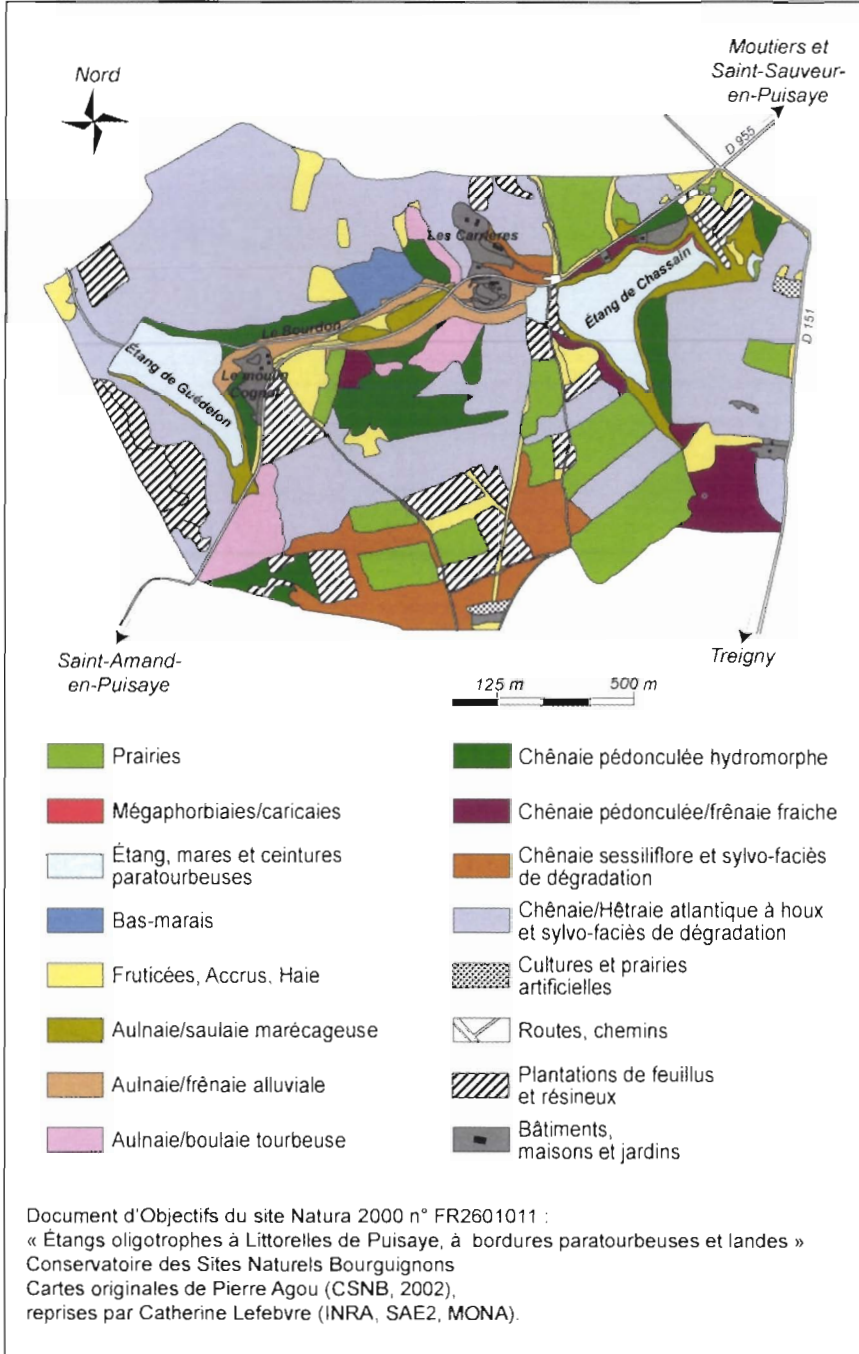 Nord
Moutiers et
Saint-Sauveur-
en-Puisaye
D 955
Les Carrières
Étang de Chassain
Le Bourdon
Étang de Guédelon
Le moulin
Cognat
D 151
Saint-Amand-
en-Puisaye
Treigny
125 m
500 m
Prairies
Mégaphorbiaies/caricaies
Étang, mares et ceintures
paratourbeuses
Bas-marais
Fruticées, Accrus, Haie
Aulnaie/saulaie marécageuse
Aulnaie/frênaie alluviale
Aulnaie/boulaie tourbeuse
Chênaie pédonculée hydromorphe
Chênaie pédonculée/frênaie fraiche
Chênaie sessiliflore et sylvo-faciès
de dégradation
Chênaie/Hêtraie atlantique à houx
et sylvo-faciès de dégradation
Cultures et prairies
artificielles
Routes, chemins
Plantations de feuillus
et résineux
Bâtiments,
maisons et jardins
Document d'Objectifs du site Natura 2000 n° FR2601011 :
« Étangs oligotrophes à Littorelles de Puisaye, à bordures paratourbeuses et landes »
Conservatoire des Sites Naturels Bourguignons
Cartes originales de Pierre Agou (CSNB, 2002),
reprises par Catherine Lefebvre (INRA, SAE2, MONA).